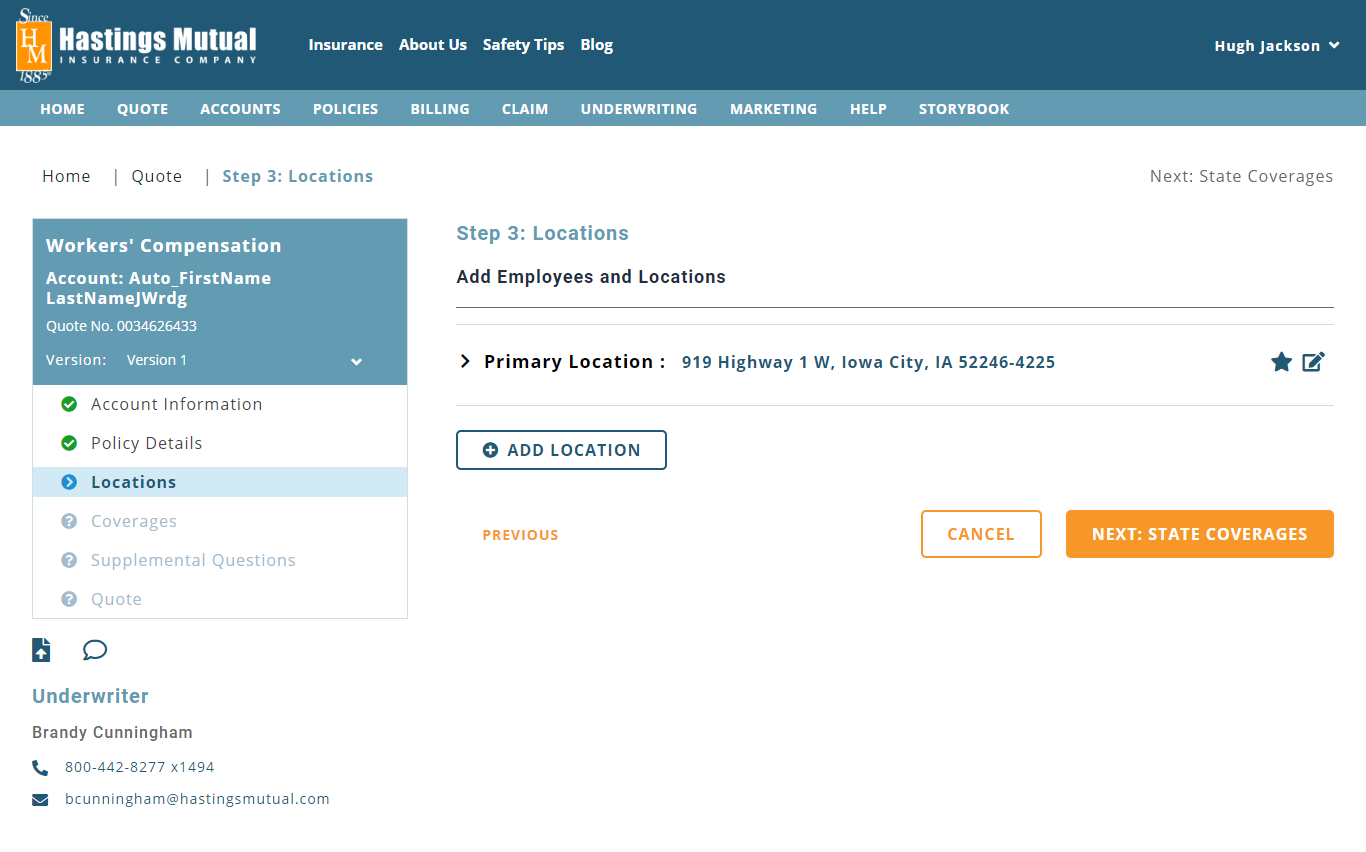 Since
HM
1885
Hastings Mutual
INSURANCE COMPANY
Insurance About Us Safety Tips Blog
Hugh Jackson
HOME QUOTE ACCOUNTS POLICIES BILLING CLAIM UNDERWRITING MARKETING HELP STORYBOOK
Home | Quote | Step 3: Locations
Next: State Coverages
Workers' Compensation
Account: Auto_FirstName
LastNameJWrdg
Quote No. 0034626433
Version: Version 1
Account Information
Policy Details
Locations
Coverages
Supplemental Questions
Quote
Underwriter
Brandy Cunningham
800-442-8277 x1494
bcunningham@hastingsmutual.com
Step 3: Locations
Add Employees and Locations
Primary Location : 919 Highway 1 W, Iowa City, IA 52246-4225
ADD LOCATION
PREVIOUS
CANCEL
NEXT: STATE COVERAGES